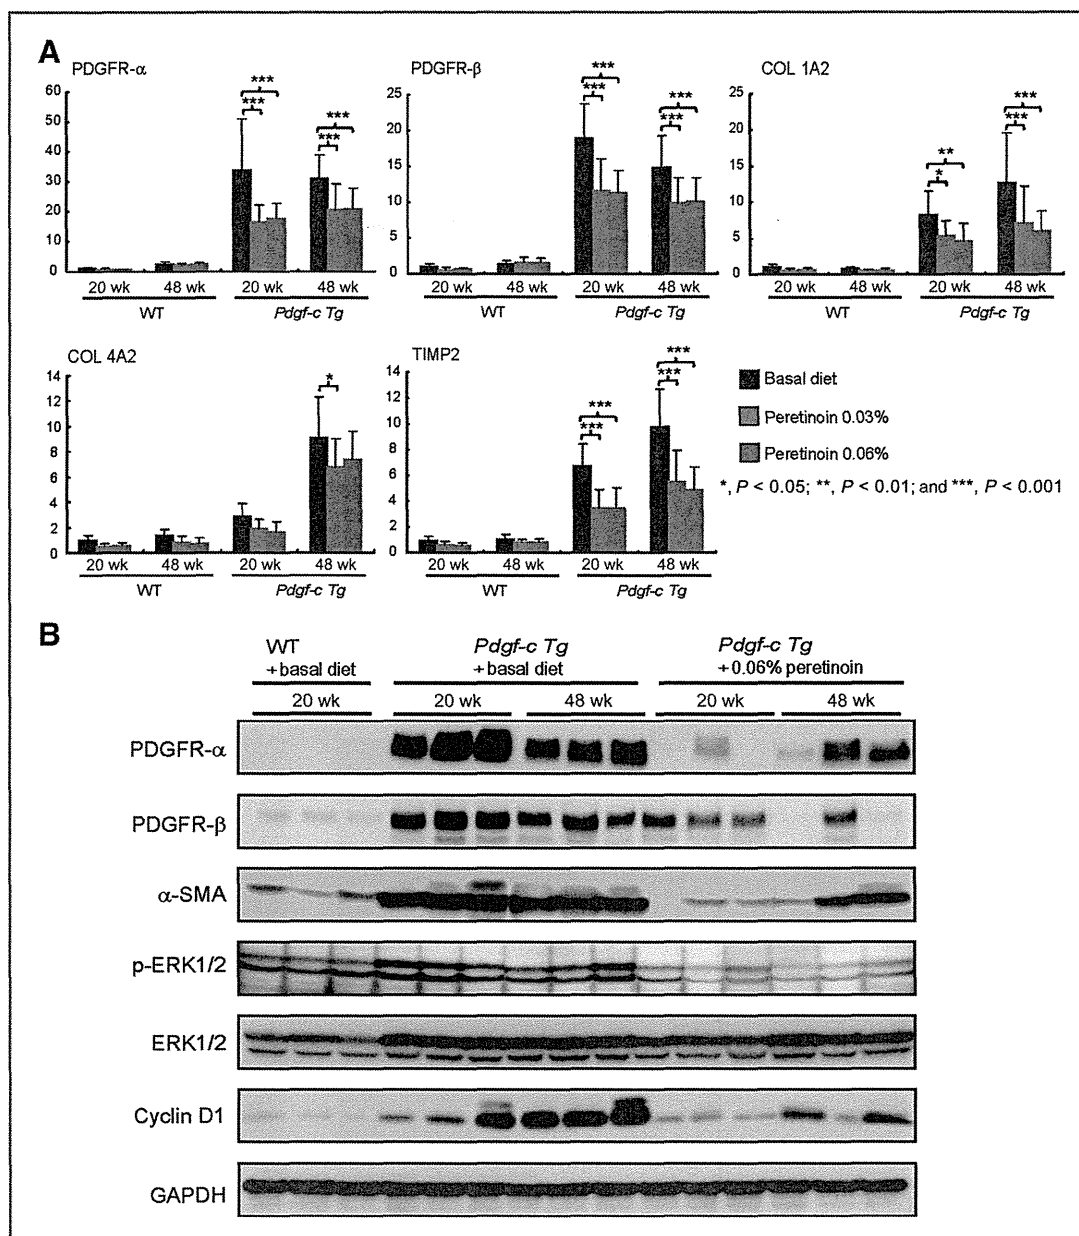 A
PDGFR-α
60
50
40
30
20
10
0
20 wk 48 wk 20 wk 48 wk
WT Pdgf-c Tg
*** *** *** ***
PDGFR-β
25
20
15
10
5
0
20 wk 48 wk 20 wk 48 wk
WT Pdgf-c Tg
*** *** *** ***
COL 1A2
25
20
15
10
5
0
20 wk 48 wk 20 wk 48 wk
WT Pdgf-c Tg
** * *** ***
COL 4A2
14
12
10
8
6
4
2
0
20 wk 48 wk 20 wk 48 wk
WT Pdgf-c Tg
*
TIMP2
14
12
10
8
6
4
2
0
20 wk 48 wk 20 wk 48 wk
WT Pdgf-c Tg
*** *** *** ***
Basal diet
Peretinoin 0.03%
Peretinoin 0.06%
*, P < 0.05; **, P < 0.01; and ***, P < 0.001
B
WT Pdgf-c Tg Pdgf-c Tg
+basal diet +basal diet +0.06% peretinoin
20 wk 20 wk 48 wk 20 wk 48 wk
PDGFR-α
PDGFR-β
α-SMA
p-ERK1/2
ERK1/2
Cyclin D1
GAPDH